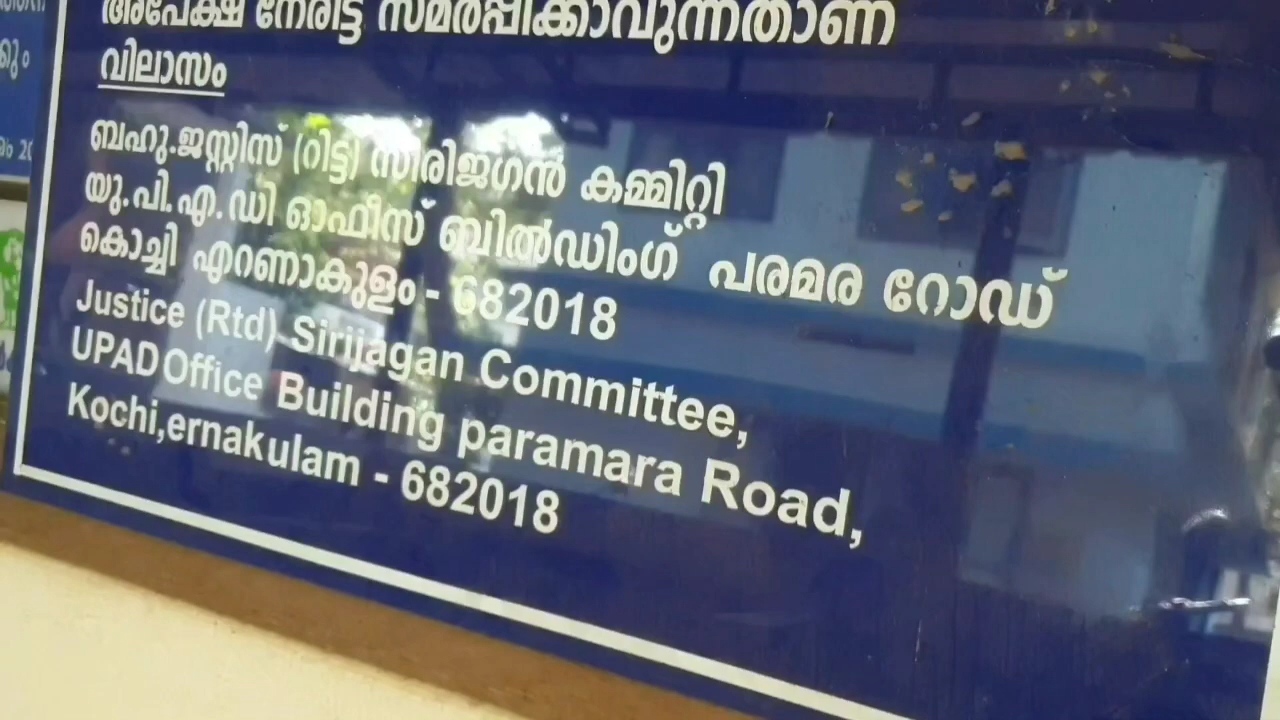 അപേക്ഷ നേരിട്ട് സമർപ്പിക്കാവുന്നതാണ്
വിലാസം
ബഹു.ജസ്റ്റിസ് (റിട്ട) സിരിജഗൻ കമ്മിറ്റി
യു.പി.എ.ഡി ഓഫീസ് ബിൽഡിംഗ് പരമര റോഡ്
കൊച്ചി എറണാകുളം - 682018
Justice (Rtd) Sirijagan Committee,
UPAD Office Building paramara Road,
Kochi,ernakulam - 682018